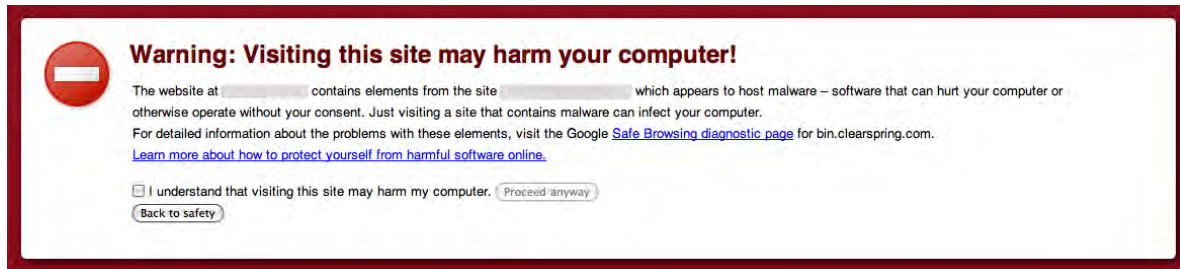 Warning: Visiting this site may harm your computer!
The website at contains elements from the site which appears to host malware – software that can hurt your computer or
otherwise operate without your consent. Just visiting a site that contains malware can infect your computer.
For detailed information about the problems with these elements, visit the Google Safe Browsing diagnostic page for bin.clearspring.com.
Learn more about how to protect yourself from harmful software online.
I understand that visiting this site may harm my computer. Proceed anyway
Back to safety